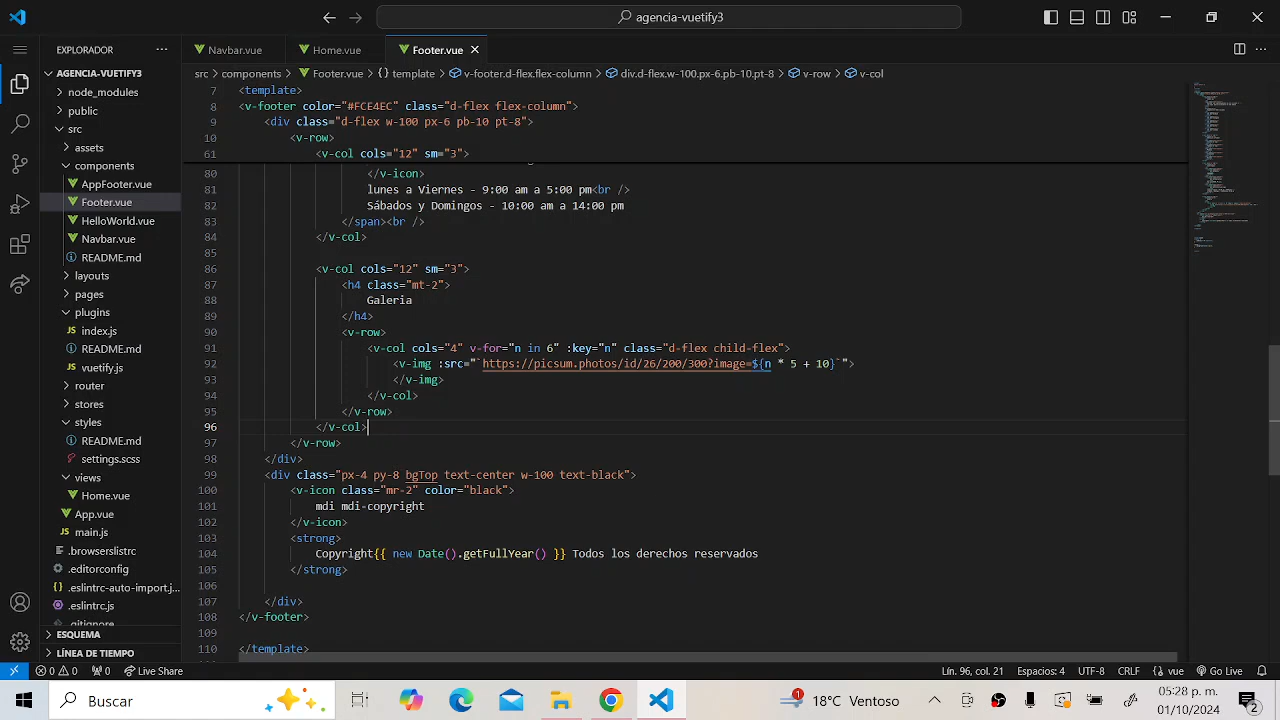 agencia-vuetify3
EXPLORADOR
AGENCIA-VUETIFY3
node_modules
public
src
assets
components
AppFooter.vue
Footer.vue
HelloWorld.vue
Navbar.vue
README.md
layouts
pages
plugins
index.js
README.md
vuetify.js
router
stores
styles
README.md
settings.scss
views
Home.vue
App.vue
main.js
.browserslistrc
.editorconfig
.eslintrc-auto-import.j...
.eslintrc.js
.gitignore
ESQUEMA
LÍNEA DE TIEMPO
Navbar.vue Home.vue Footer.vue
src > components > Footer.vue > {} template > v-footer.d-flex.flex-column > div.d-flex.w-100.px-6.pb-10.pt-8 > v-row > v-col
7 <template>
8 <v-footer color="#FCE4EC" class="d-flex flex-column">
9 <div class="d-flex w-100 px-6 pb-10 pt-8">
10 <v-row>
61 <v-col cols="12" sm="3">
80 </v-icon>
81 lunes a Viernes - 9:00 am a 5:00 pm<br />
82 Sábados y Domingos - 10:00 am a 14:00 pm
83 </span><br />
84 </v-col>
85
86 <v-col cols="12" sm="3">
87 <h4 class="mt-2">
88 Galeria
89 </h4>
90 <v-row>
91 <v-col cols="4" v-for="n in 6" :key="n" class="d-flex child-flex">
92 <v-img :src="`https://picsum.photos/id/26/200/300?image=${n * 5 + 10}`">
93 </v-img>
94 </v-col>
95 </v-row>
96 </v-col>
97 </v-row>
98 </div>
99 <div class="px-4 py-8 bgTop text-center w-100 text-black">
100 <v-icon class="mr-2" color="black">
101 mdi mdi-copyright
102 </v-icon>
103 <strong>
104 Copyright{{ new Date().getFullYear() }} Todos los derechos reservados
105 </strong>
106
107 </div>
108 </v-footer>
109
110 </template>
0 0 0 Live Share Lín. 96, col. 21 Espacios: 4 UTF-8 CRLF {} vue Go Live
Buscar 1 18°C Ventoso 05:28 p. m.
01/10/2024 2